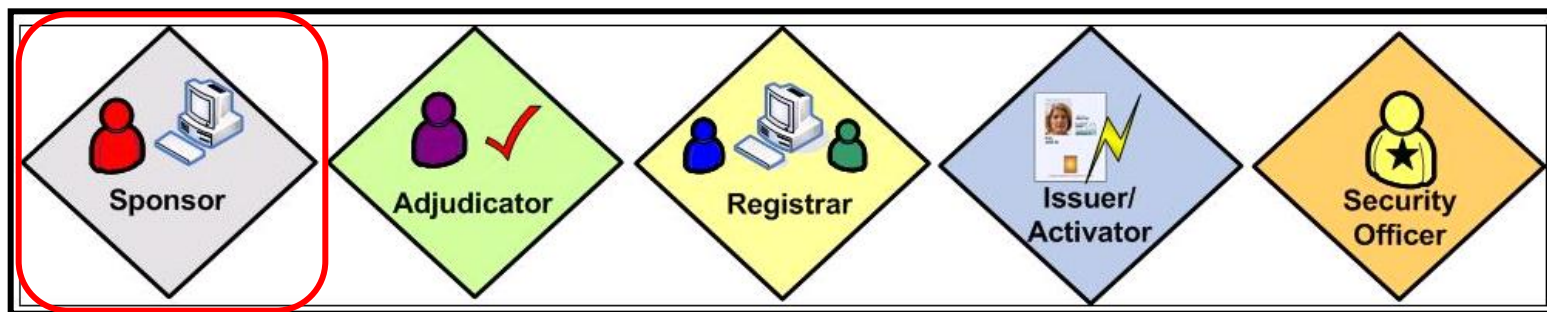 Sponsor
Adjudicator
Registrar
Issuer/
Activator
Security
Officer